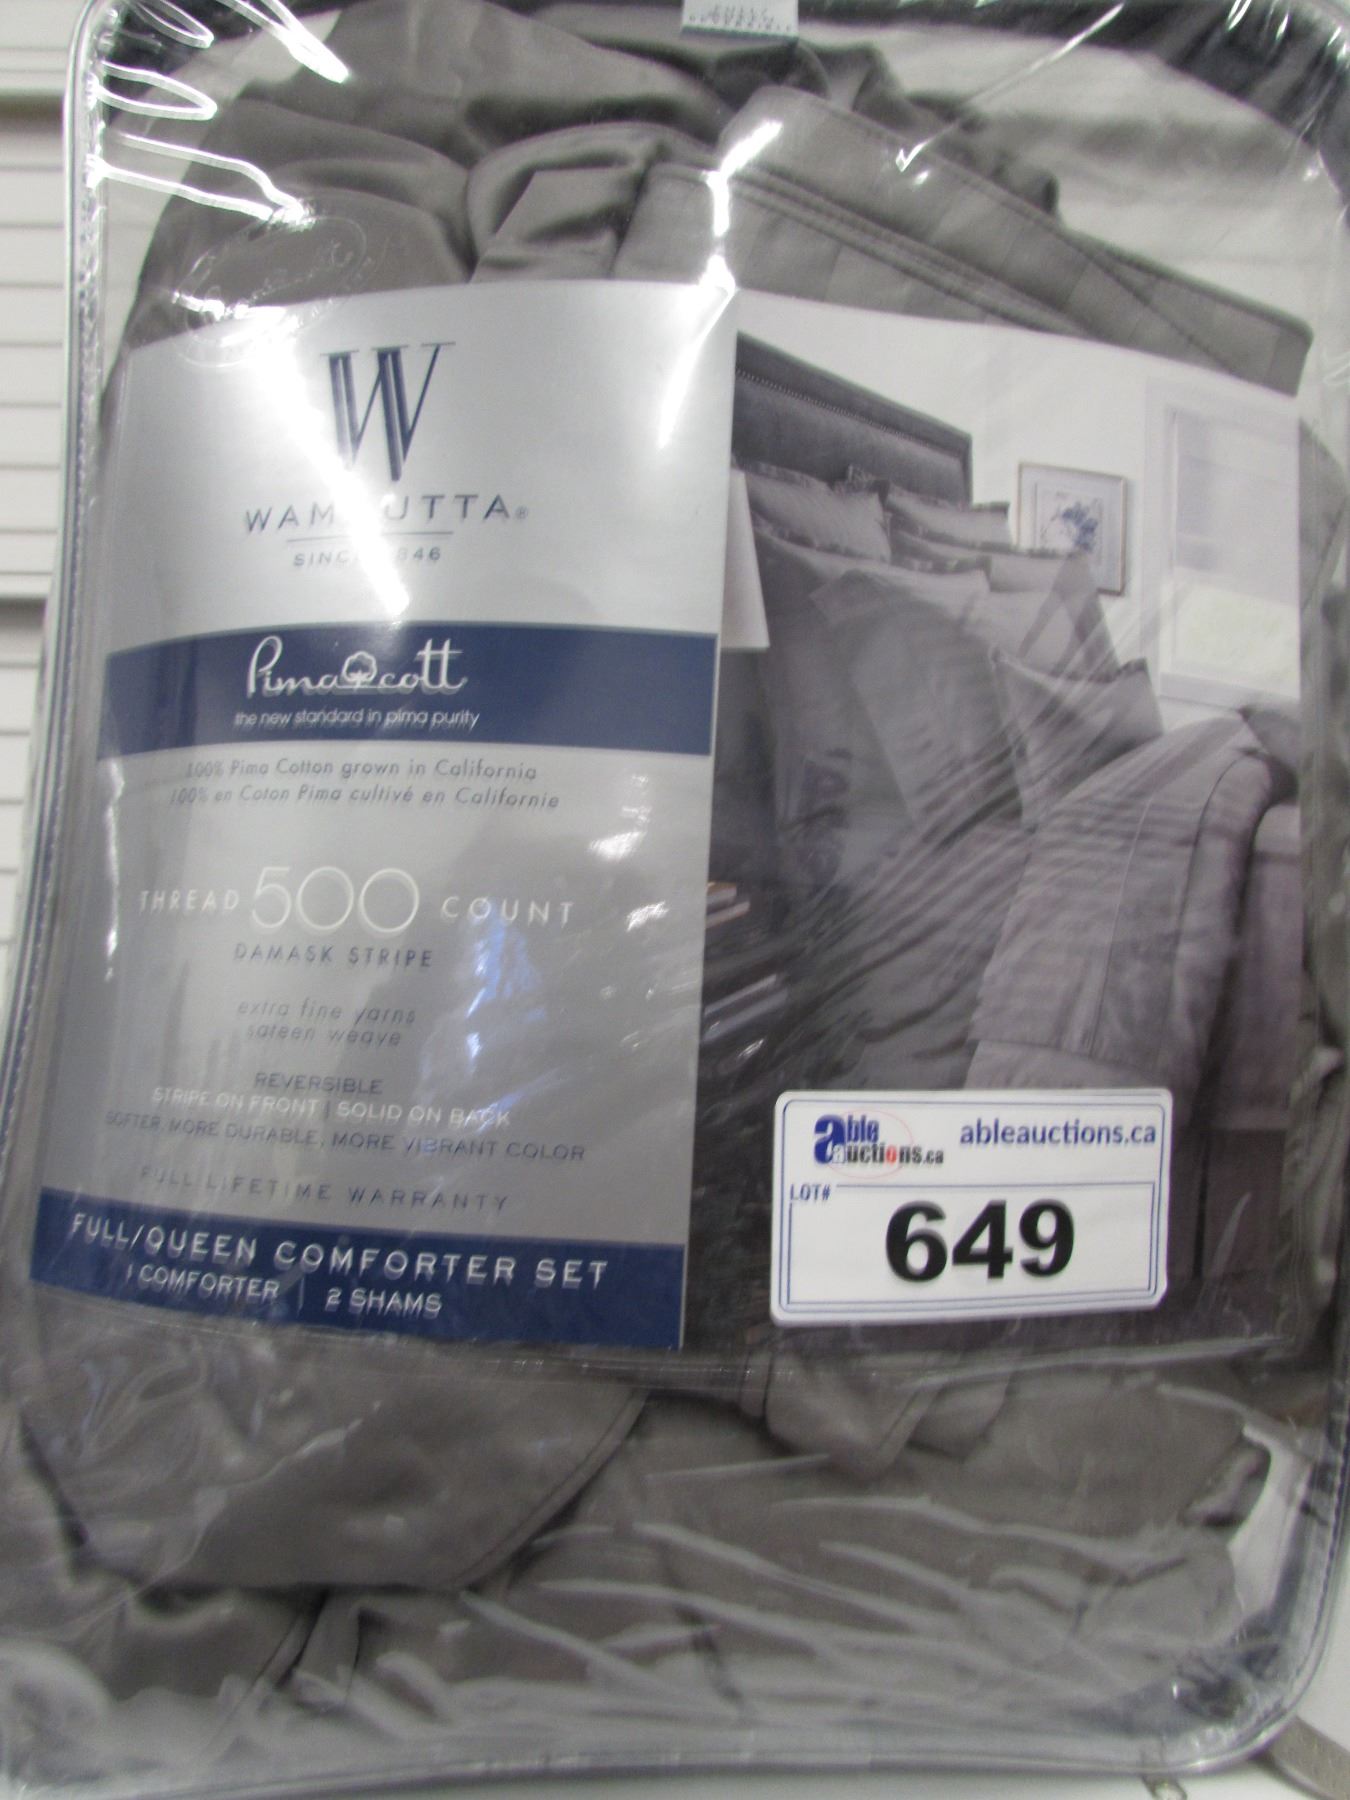 W
WAM UTTA®
SINC 846
Pimacott
the new standard in pima purity
100% Pima Cotton grown in California
100% en Coton Pima cultivé en Californie
THREAD 500 COUNT
DAMASK STRIPE
extra fine yarns
sateen weave
REVERSIBLE
STRIPE ON FRONT | SOLID ON BACK
SOFTER, MORE DURABLE, MORE VIBRANT COLOR
FULL LIFETIME WARRANTY
FULL/QUEEN COMFORTER SET
1 COMFORTER | 2 SHAMS
able auctions.ca
ableauctions.ca
LOT#
649